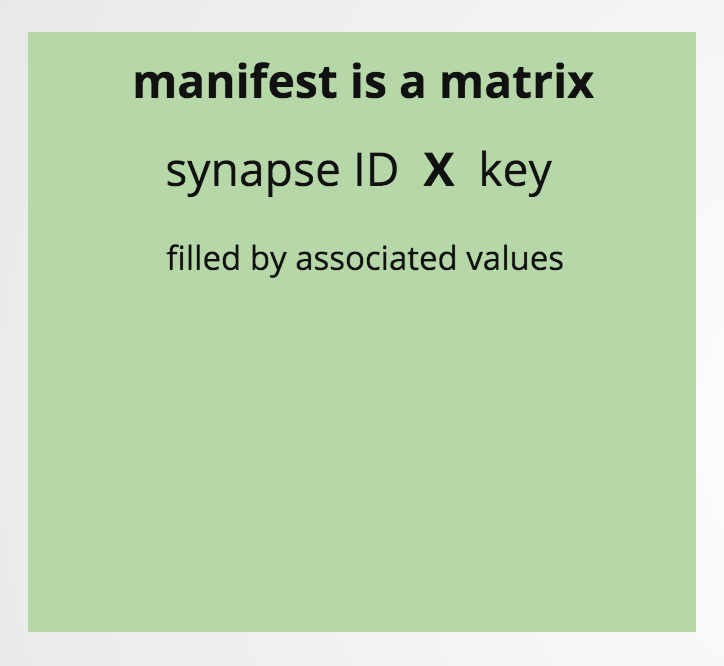 manifest is a matrix
synapse ID X key
filled by associated values